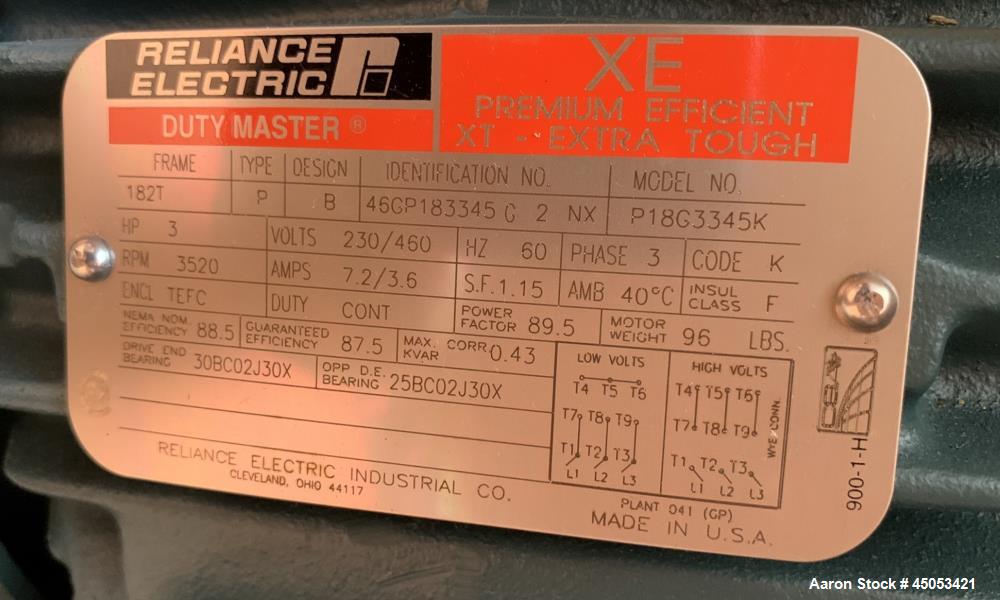 RELIANCE
ELECTRIC
XE
PREMIUM EFFICIENT
XT - EXTRA TOUGH
DUTY MASTER ®
FRAME TYPE DESIGN IDENTIFICATION NO. MODEL NO.
182T P B 46GP183345 G 2 NX P18G3345K
HP 3 VOLTS 230/460 HZ 60 PHASE 3 CODE K
RPM 3520 AMPS 7.2/3.6 S.F. 1.15 AMB 40°C INSUL CLASS F
ENCL TEFC DUTY CONT POWER FACTOR 89.5 MOTOR WEIGHT 96 LBS.
NEMA NOM. EFFICIENCY 88.5 GUARANTEED EFFICIENCY 87.5 MAX. CORR KVAR 0.43
DRIVE END BEARING 30BC02J30X OPP D.E. BEARING 25BC02J30X
LOW VOLTS HIGH VOLTS
T4 T5 T6 T4 T5 T6
T7 T8 T9 T7 T8 T9
T1 T2 T3 T1 T2 T3
L1 L2 L3 L1 L2 L3
WYE CONN.
CSA
900-1-H
RELIANCE ELECTRIC INDUSTRIAL CO.
CLEVELAND, OHIO 44117
PLANT 041 (GP)
MADE IN U.S.A.
Aaron Stock # 45053421